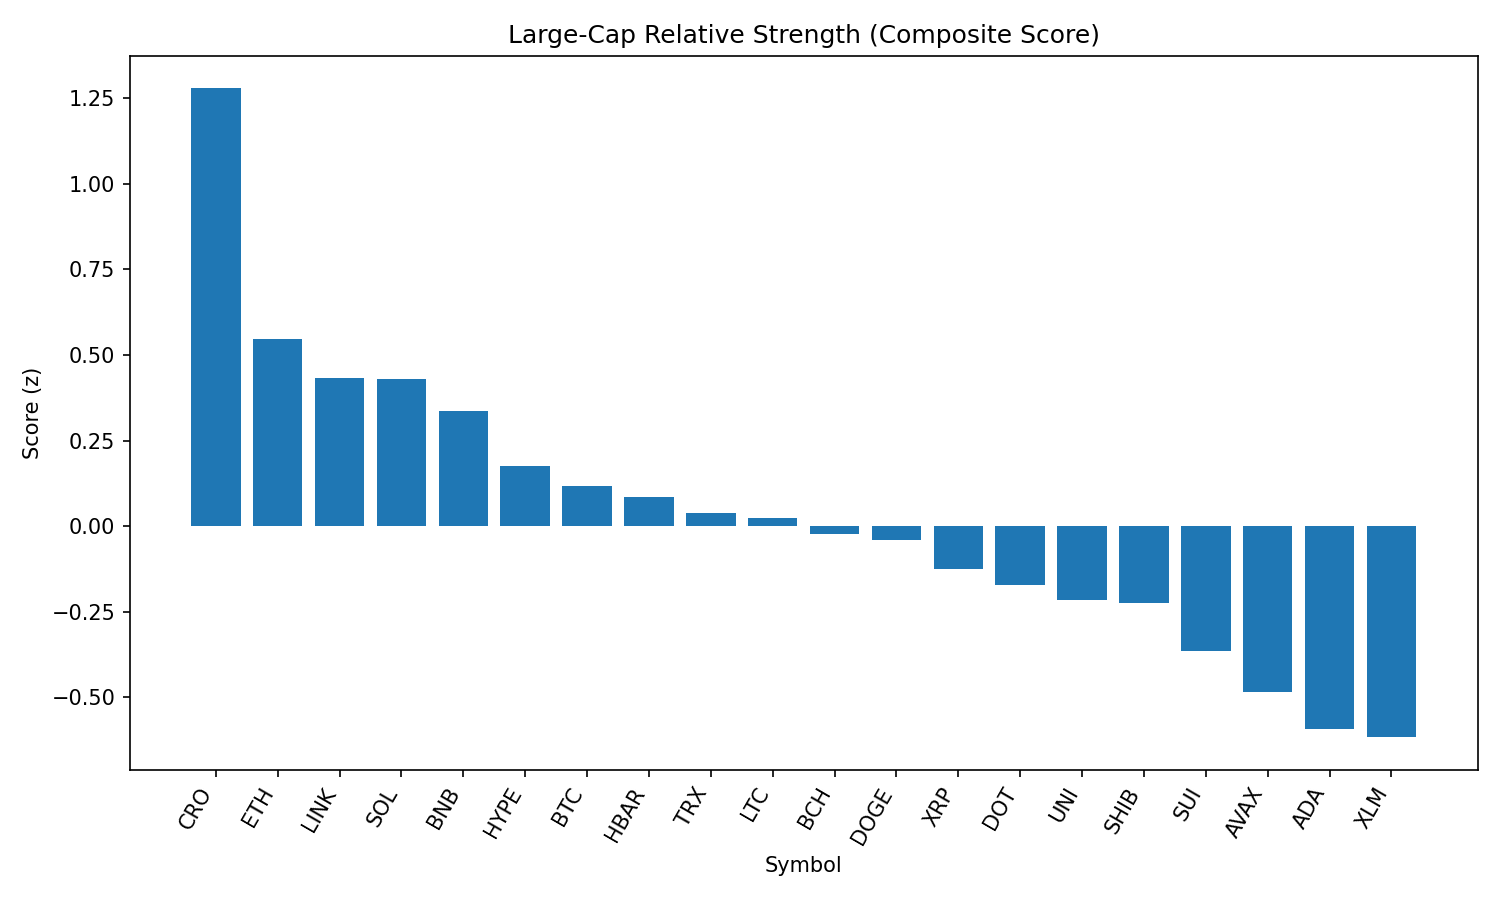 Large-Cap Relative Strength (Composite Score)
1.25
1.00
0.75
0.50
0.25
0.00
−0.25
−0.50
Score (z)
CRO
ETH
LINK
SOL
BNB
HYPE
BTC
HBAR
TRX
LTC
BCH
DOGE
XRP
DOT
UNI
SHIB
SUI
AVAX
ADA
XLM
Symbol